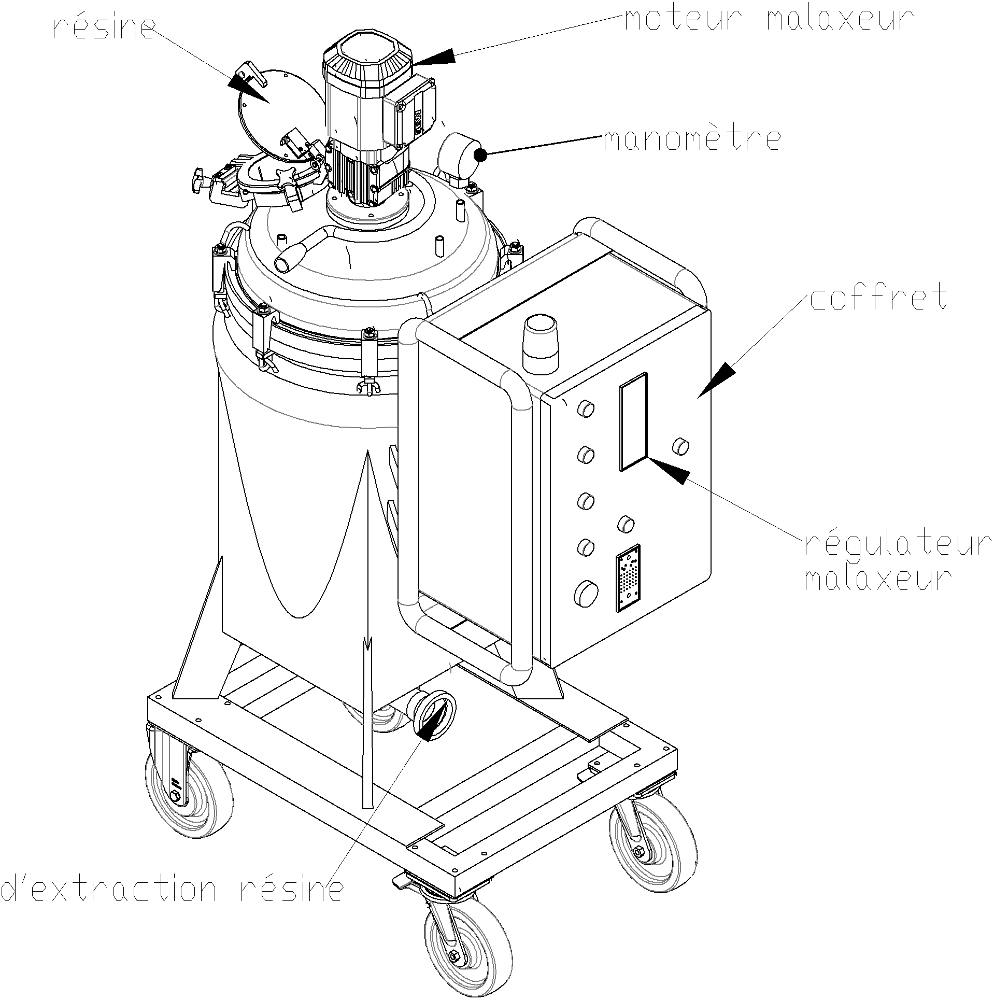 résine
moteur malaxeur
manomètre
coffret
régulateur
malaxeur
d'extraction résine